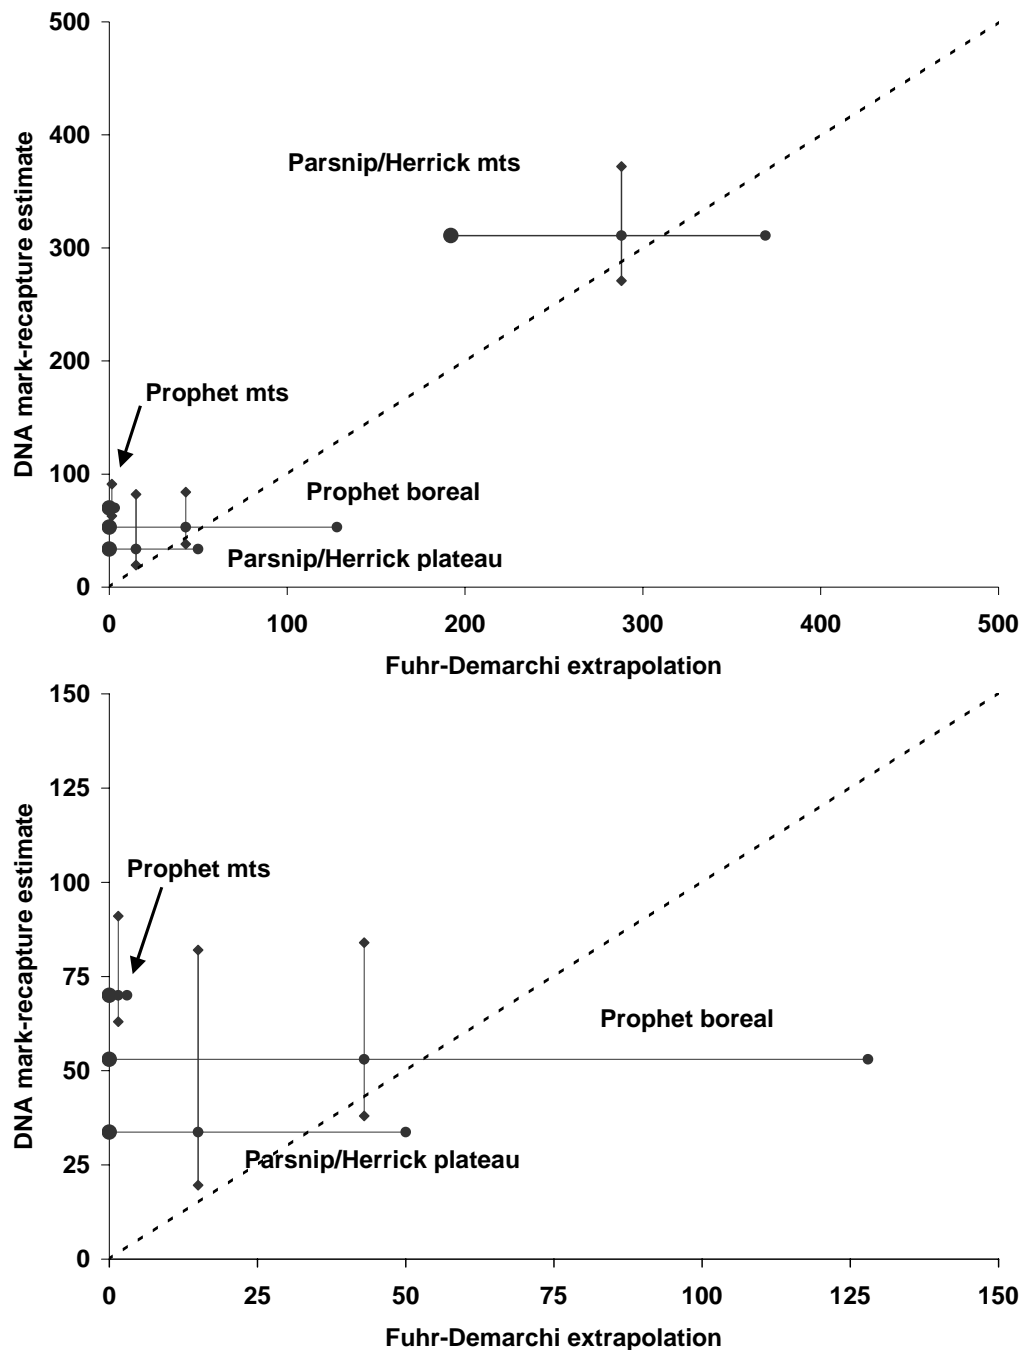 500
400
300
200
100
0
DNA mark-recapture estimate
Parsnip/Herrick mts
Prophet mts
Prophet boreal
Parsnip/Herrick plateau
0 100 200 300 400 500
Fuhr-Demarchi extrapolation
150
125
100
75
50
25
0
DNA mark-recapture estimate
Prophet mts
Prophet boreal
Parsnip/Herrick plateau
0 25 50 75 100 125 150
Fuhr-Demarchi extrapolation